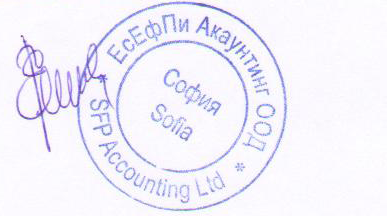 ЕсЕфПи Акаунтинг ООД
София
Sofia
SFP Accounting Ltd *